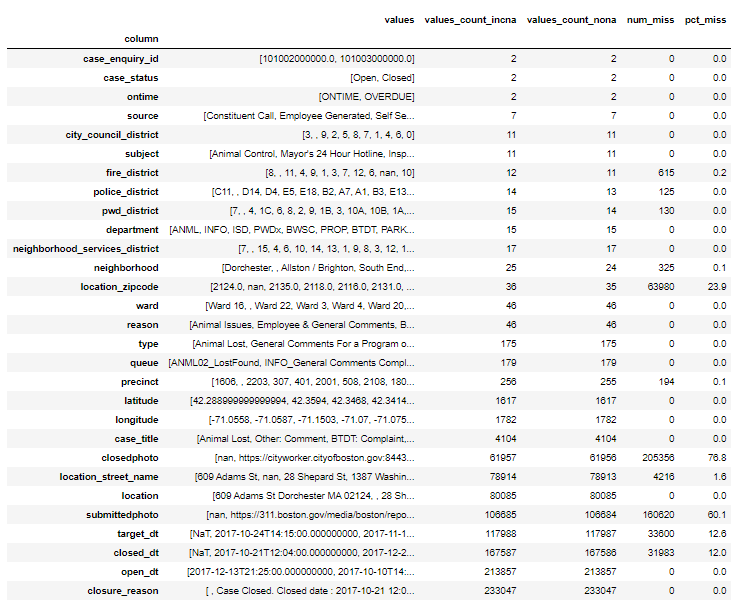 values values_count_incna values_count_nona num_miss pct_miss
column
case_enquiry_id [101002000000.0, 101003000000.0] 2 2 0 0.0
case_status [Open, Closed] 2 2 0 0.0
ontime [ONTIME, OVERDUE] 2 2 0 0.0
source [Constituent Call, Employee Generated, Self Se... 7 7 0 0.0
city_council_district [3, , 9, 2, 5, 8, 7, 1, 4, 6, 0] 11 11 0 0.0
subject [Animal Control, Mayor's 24 Hour Hotline, Insp... 11 11 0 0.0
fire_district [8, , 11, 4, 9, 1, 3, 7, 12, 6, nan, 10] 12 11 615 0.2
police_district [C11, , D14, D4, E5, E18, B2, A7, A1, B3, E13... 14 13 125 0.0
pwd_district [7, , 4, 1C, 6, 8, 2, 9, 1B, 3, 10A, 10B, 1A,... 15 14 130 0.0
department [ANML, INFO, ISD, PWDx, BWSC, PROP, BTDT, PARK... 15 15 0 0.0
neighborhood_services_district [7, , 15, 4, 6, 10, 14, 13, 1, 9, 8, 3, 12, 1... 17 17 0 0.0
neighborhood [Dorchester, , Allston / Brighton, South End,... 25 24 325 0.1
location_zipcode [2124.0, nan, 2135.0, 2118.0, 2116.0, 2131.0, ... 36 35 63980 23.9
ward [Ward 16, , Ward 22, Ward 3, Ward 4, Ward 20,... 46 46 0 0.0
reason [Animal Issues, Employee & General Comments, B... 46 46 0 0.0
type [Animal Lost, General Comments For a Program o... 175 175 0 0.0
queue [ANML02_LostFound, INFO_General Comments Compl... 179 179 0 0.0
precinct [1606, , 2203, 307, 401, 2001, 508, 2108, 180... 256 255 194 0.1
latitude [42.288999999999994, 42.3594, 42.3468, 42.3414... 1617 1617 0 0.0
longitude [-71.0558, -71.0587, -71.1503, -71.07, -71.075... 1782 1782 0 0.0
case_title [Animal Lost, Other: Comment, BTDT: Complaint,... 4104 4104 0 0.0
closedphoto [nan, https://cityworker.cityofboston.gov:8443... 61957 61956 205356 76.8
location_street_name [609 Adams St, nan, 28 Shepard St, 1387 Washin... 78914 78913 4216 1.6
location [609 Adams St Dorchester MA 02124, , 28 Sh... 80085 80085 0 0.0
submittedphoto [nan, https://311.boston.gov/media/boston/repo... 106685 106684 160620 60.1
target_dt [NaT, 2017-10-24T14:15:00.000000000, 2017-11-1... 117988 117987 33600 12.6
closed_dt [NaT, 2017-10-21T12:04:00.000000000, 2017-12-2... 167587 167586 31983 12.0
open_dt [2017-12-13T21:25:00.000000000, 2017-10-10T14:... 213857 213857 0 0.0
closure_reason [ , Case Closed. Closed date : 2017-10-21 12:0... 233047 233047 0 0.0